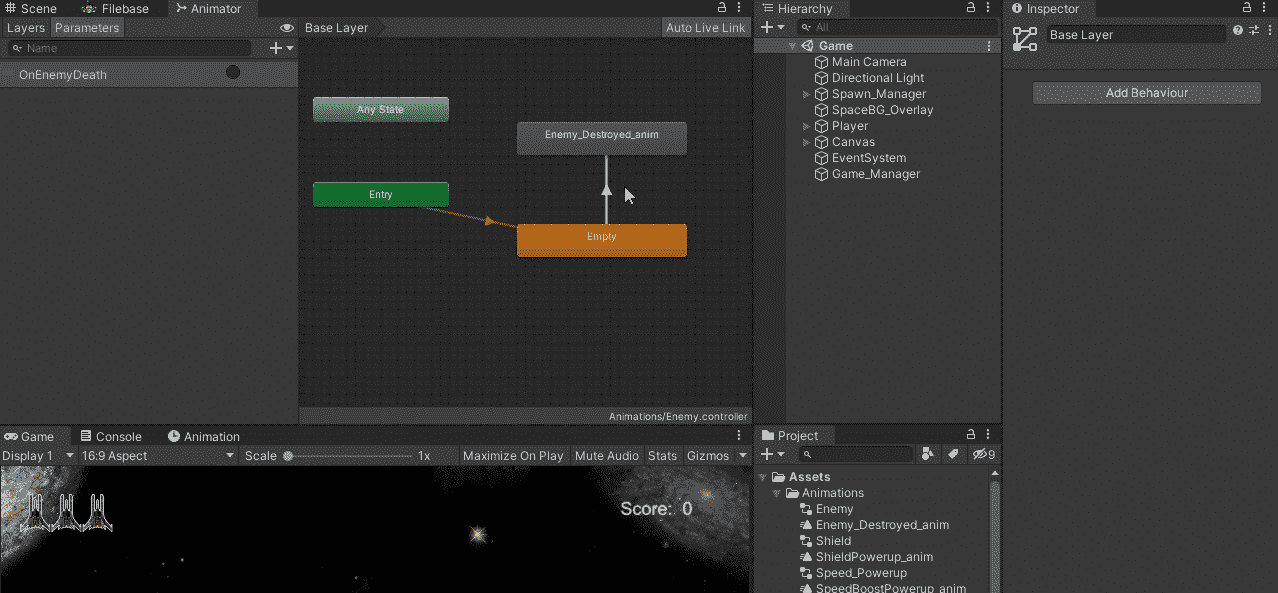 Scene Filebase Animator
Layers Parameters Base Layer Auto Live Link
Name
OnEnemyDeath
Any State
Enemy_Destroyed_anim
Entry
Empty
Animations/Enemy.controller
Hierarchy
All
Game
Main Camera
Directional Light
Spawn_Manager
SpaceBG_Overlay
Player
Canvas
EventSystem
Game_Manager
Inspector
Base Layer
Add Behaviour
Game Console Animation
Display 1 16:9 Aspect Scale 1x Maximize On Play Mute Audio Stats Gizmos
Score: 0
Project
9
Assets
Animations
Enemy
Enemy_Destroyed_anim
Shield
ShieldPowerup_anim
Speed_Powerup
SpeedBoostPowerup_anim